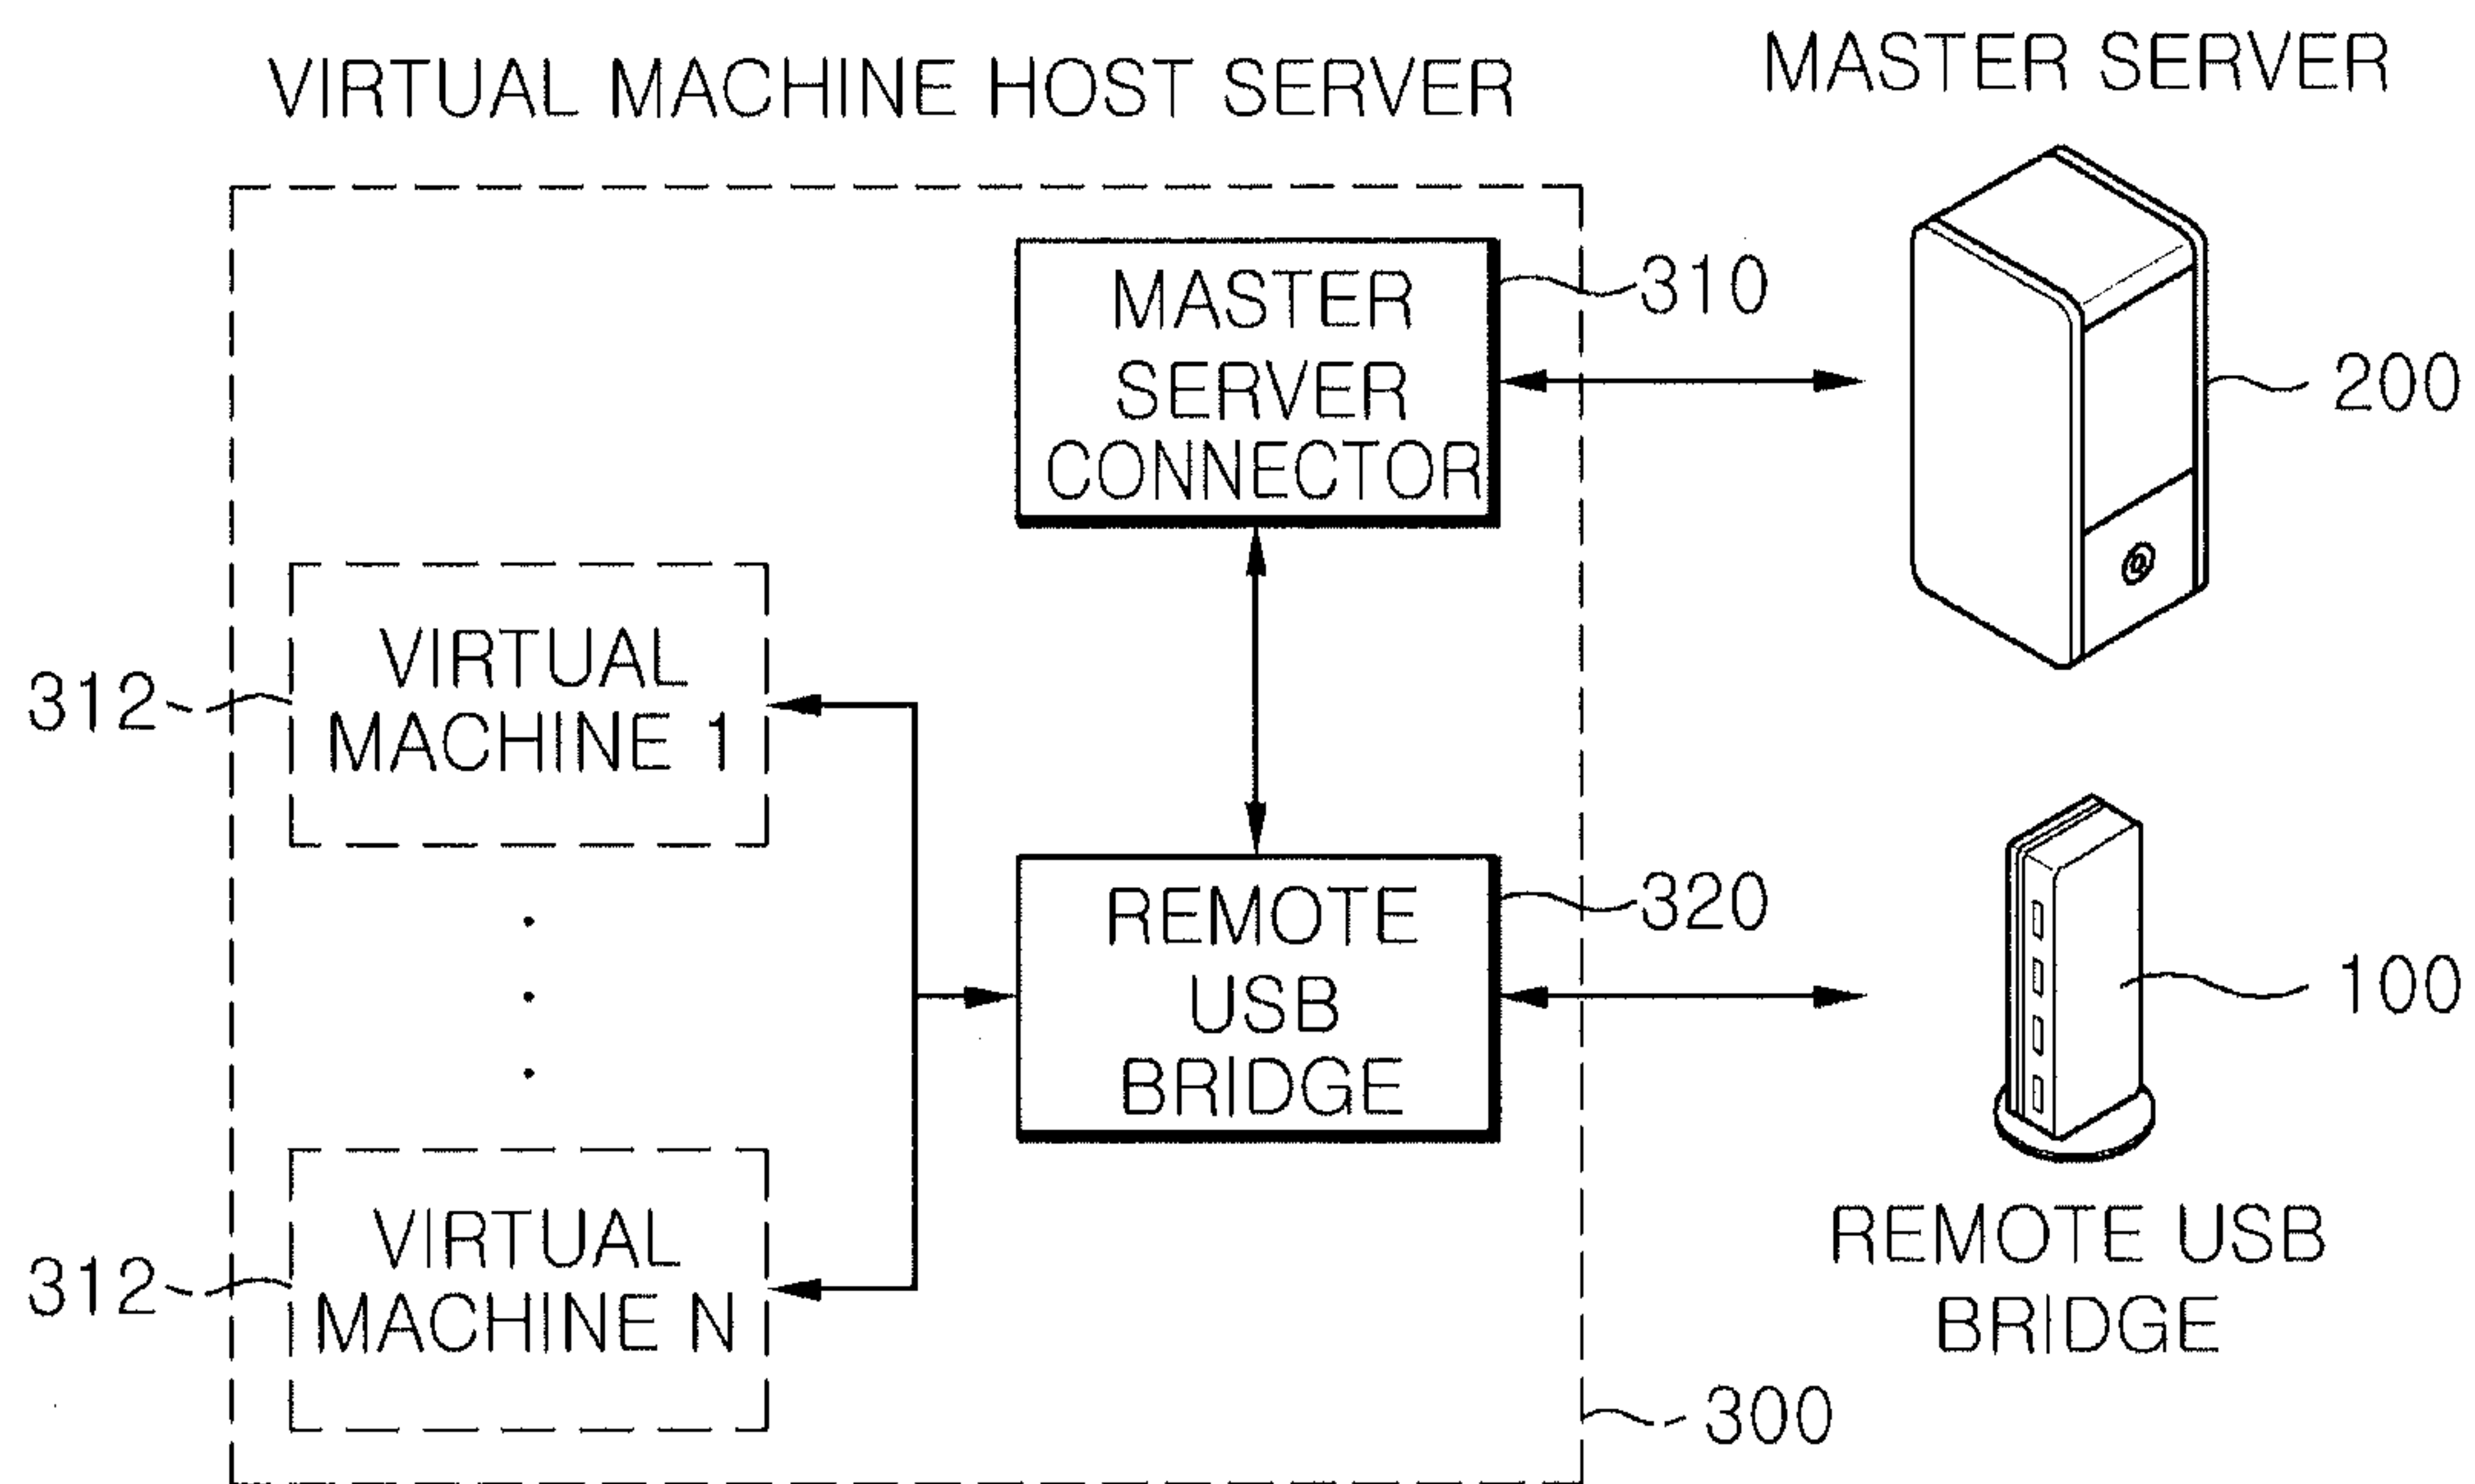 VIRTUAL MACHINE HOST SERVER
MASTER SERVER
MASTER
SERVER
CONNECTOR
310
200
VIRTUAL
MACHINE 1
312
REMOTE
USB
BRIDGE
320
100
VIRTUAL
MACHINE N
312
REMOTE USB
BRIDGE
300